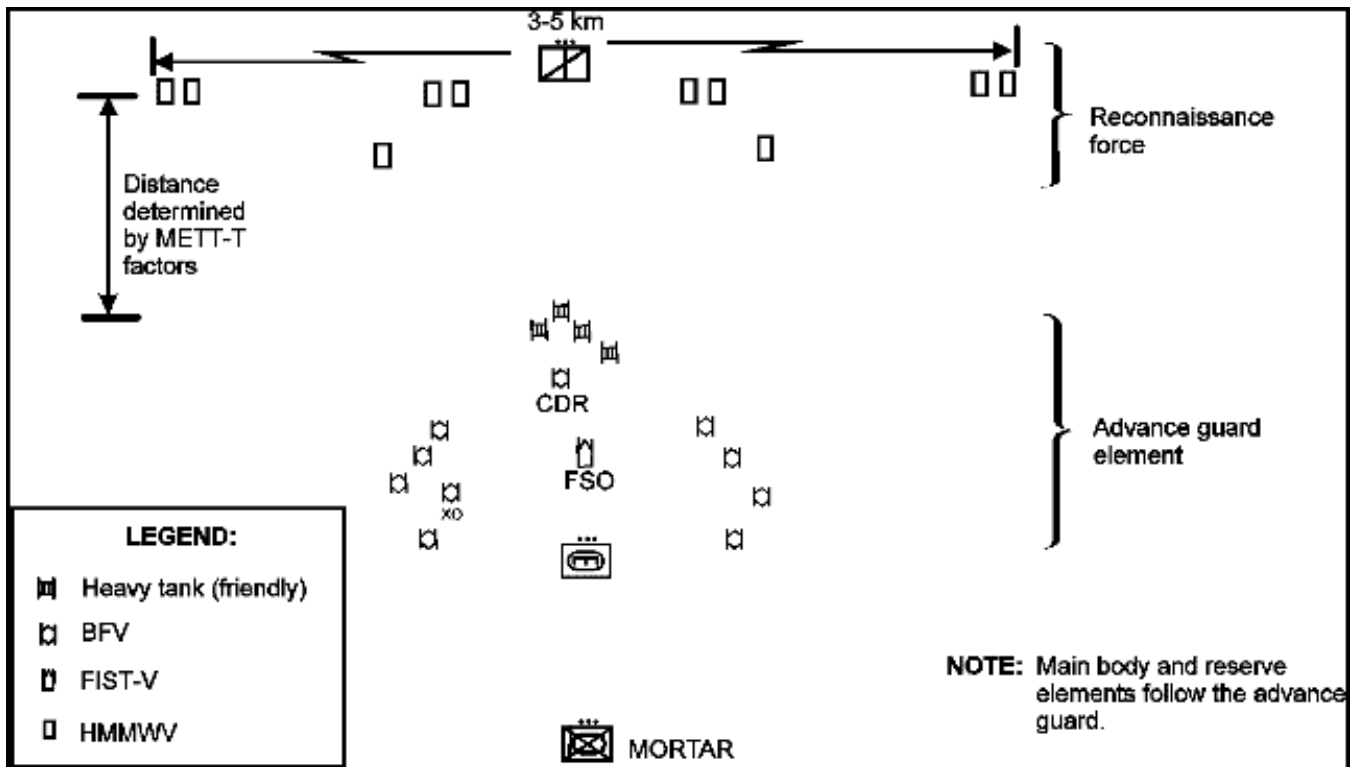 3-5 km
Reconnaissance
force
Distance
determined
by METT-T
factors
CDR
FSO
XO
Advance guard
element
LEGEND:
Heavy tank (friendly)
BFV
FIST-V
HMMWV
MORTAR
NOTE: Main body and reserve
elements follow the advance
guard.